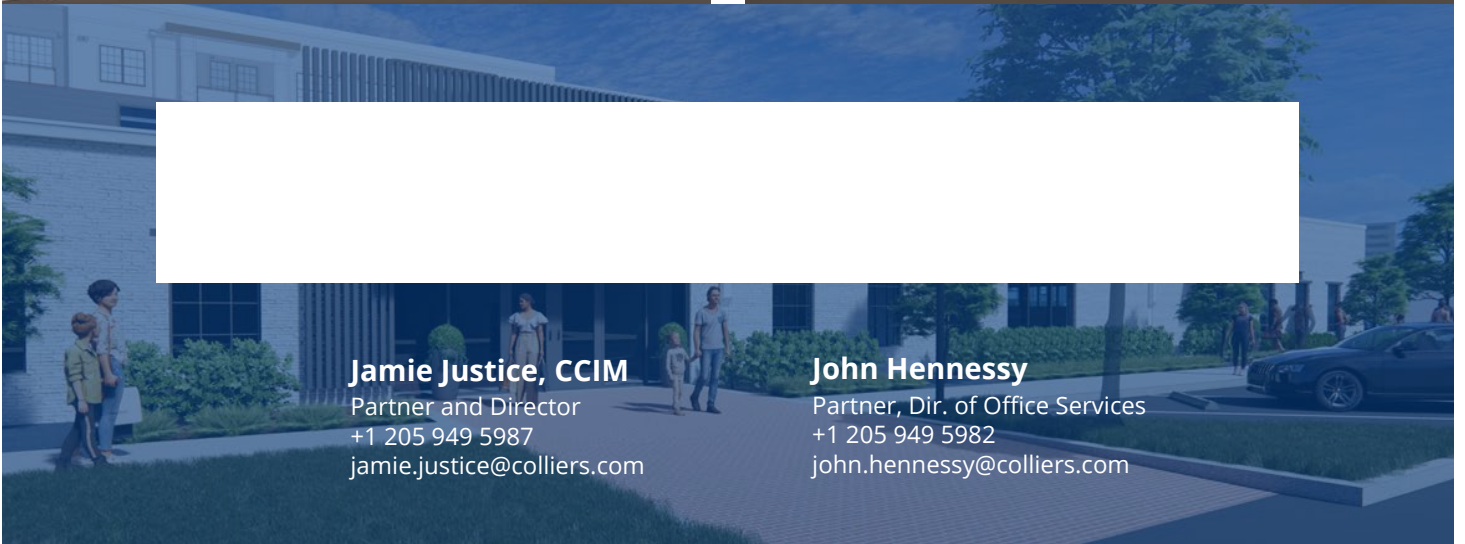 Jamie Justice, CCIM
Partner and Director
+1 205 949 5987
jamie.justice@colliers.com
John Hennessy
Partner, Dir. of Office Services
+1 205 949 5982
john.hennessy@colliers.com